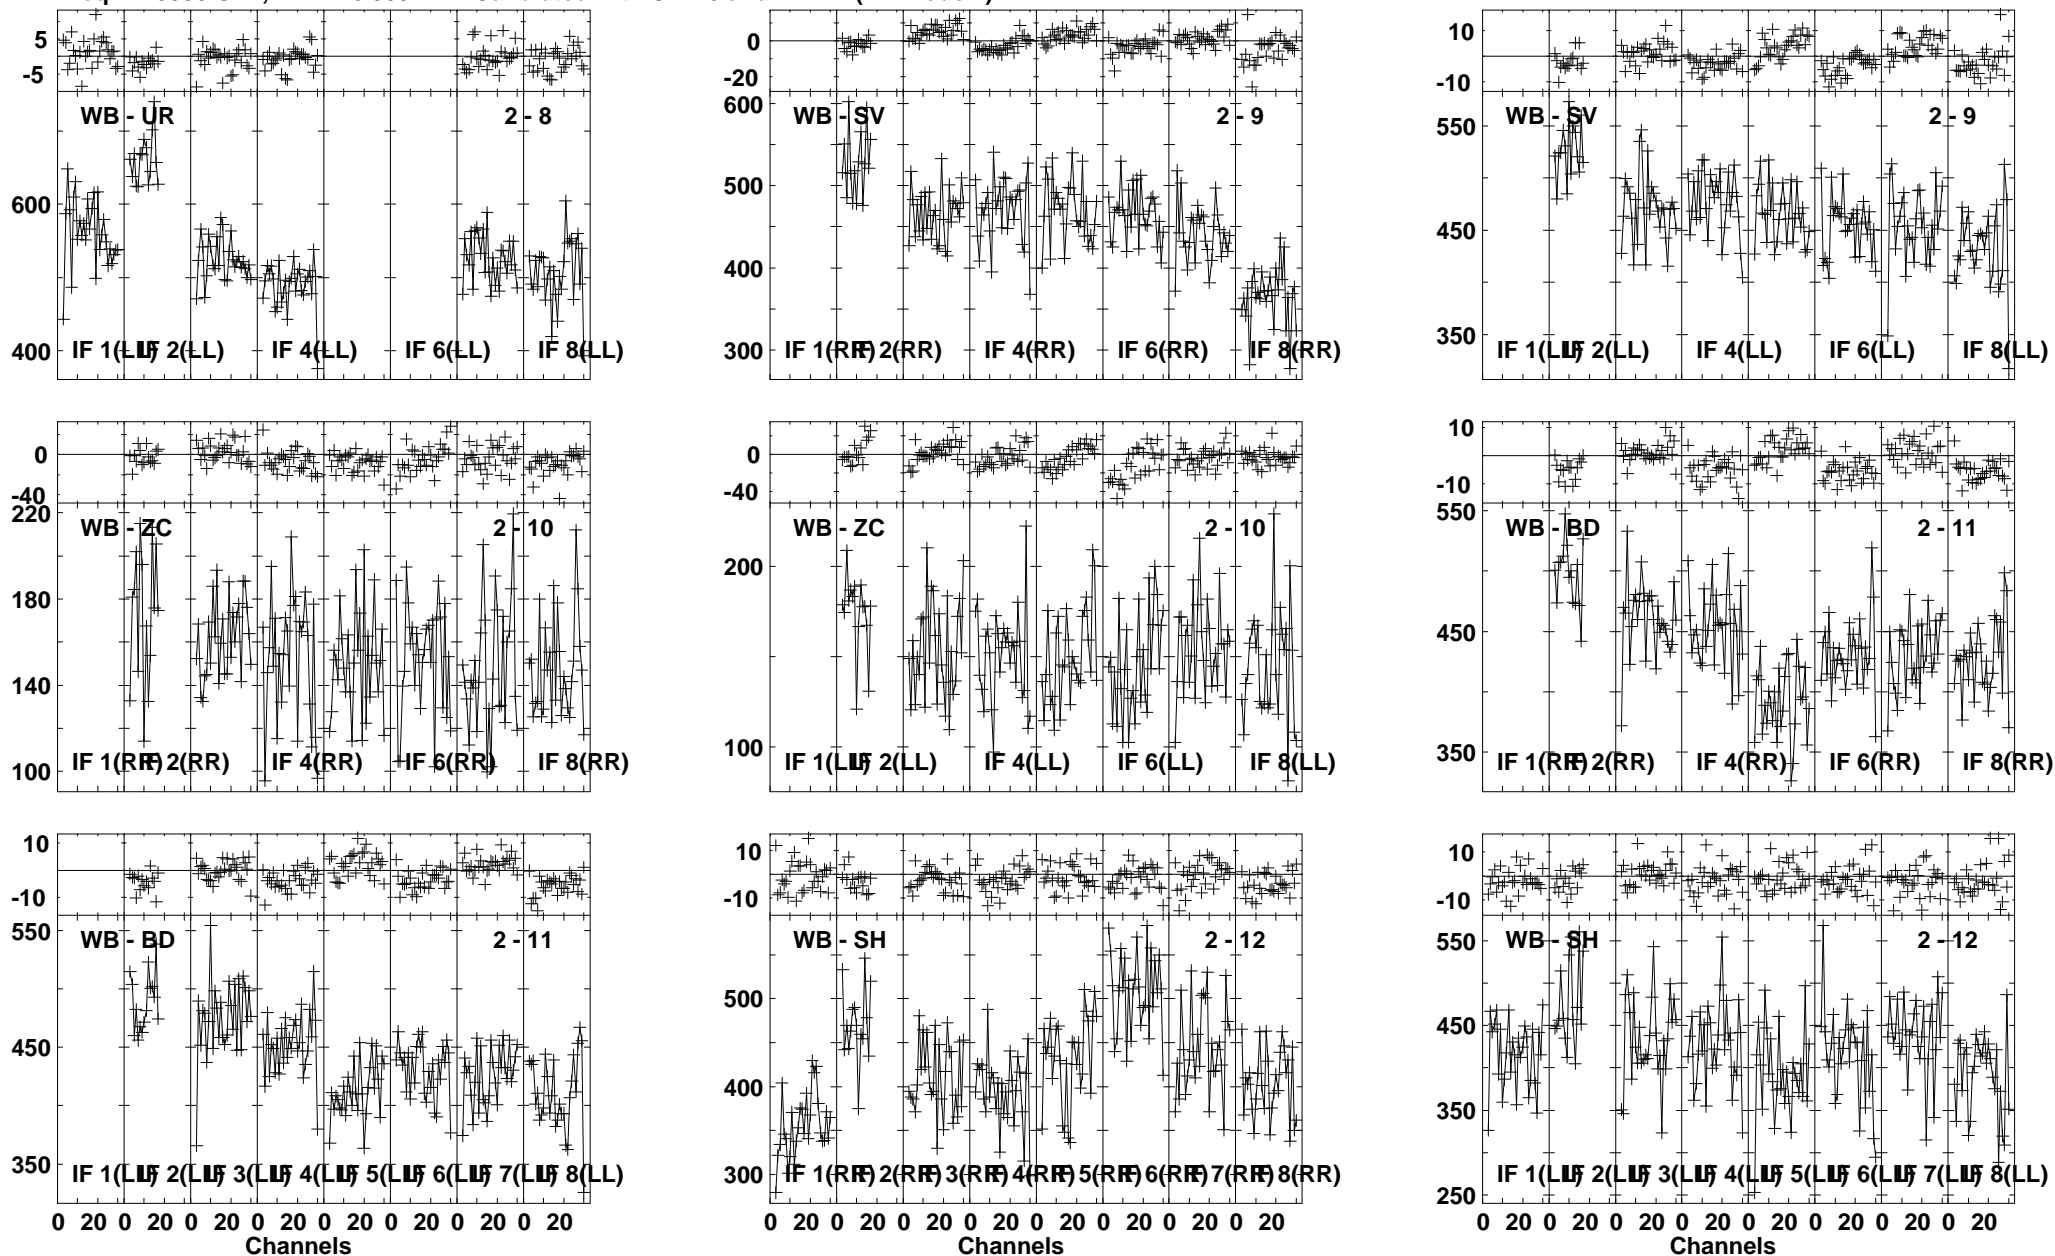 5
-5
WB - UR 2 - 8
600
400
IF 1(LL) IF 2(LL) IF 4(LL) IF 6(LL) IF 8(LL)
0
-20
600
WB - SV 2 - 9
500
400
300
IF 1(RR) IF 2(RR) IF 4(RR) IF 6(RR) IF 8(RR)
10
-10
WB - SV 2 - 9
550
450
350
IF 1(LL) IF 2(LL) IF 4(LL) IF 6(LL) IF 8(LL)
0
-40
220
WB - ZC 2 - 10
180
140
100
IF 1(RR) IF 2(RR) IF 4(RR) IF 6(RR) IF 8(RR)
0
-40
WB - ZC 2 - 10
200
100
IF 1(LL) IF 2(LL) IF 4(LL) IF 6(LL) IF 8(LL)
10
-10
550
WB - BD 2 - 11
450
350
IF 1(RR) IF 2(RR) IF 4(RR) IF 6(RR) IF 8(RR)
10
-10
550
WB - BD 2 - 11
450
350
IF 1(LL) IF 2(LL) IF 3(LL) IF 4(LL) IF 5(LL) IF 6(LL) IF 7(LL) IF 8(LL)
0 20 0 20 0 20 0 20 0 20 0 20 0 20 0 20
Channels
10
-10
WB - SH 2 - 12
500
400
300
IF 1(RR) IF 2(RR) IF 3(RR) IF 4(RR) IF 5(RR) IF 6(RR) IF 7(RR) IF 8(RR)
0 20 0 20 0 20 0 20 0 20 0 20 0 20 0 20
Channels
10
-10
WB - SH 2 - 12
550
450
350
250
IF 1(LL) IF 2(LL) IF 3(LL) IF 4(LL) IF 5(LL) IF 6(LL) IF 7(LL) IF 8(LL)
0 20 0 20 0 20 0 20 0 20 0 20 0 20 0 20
Channels